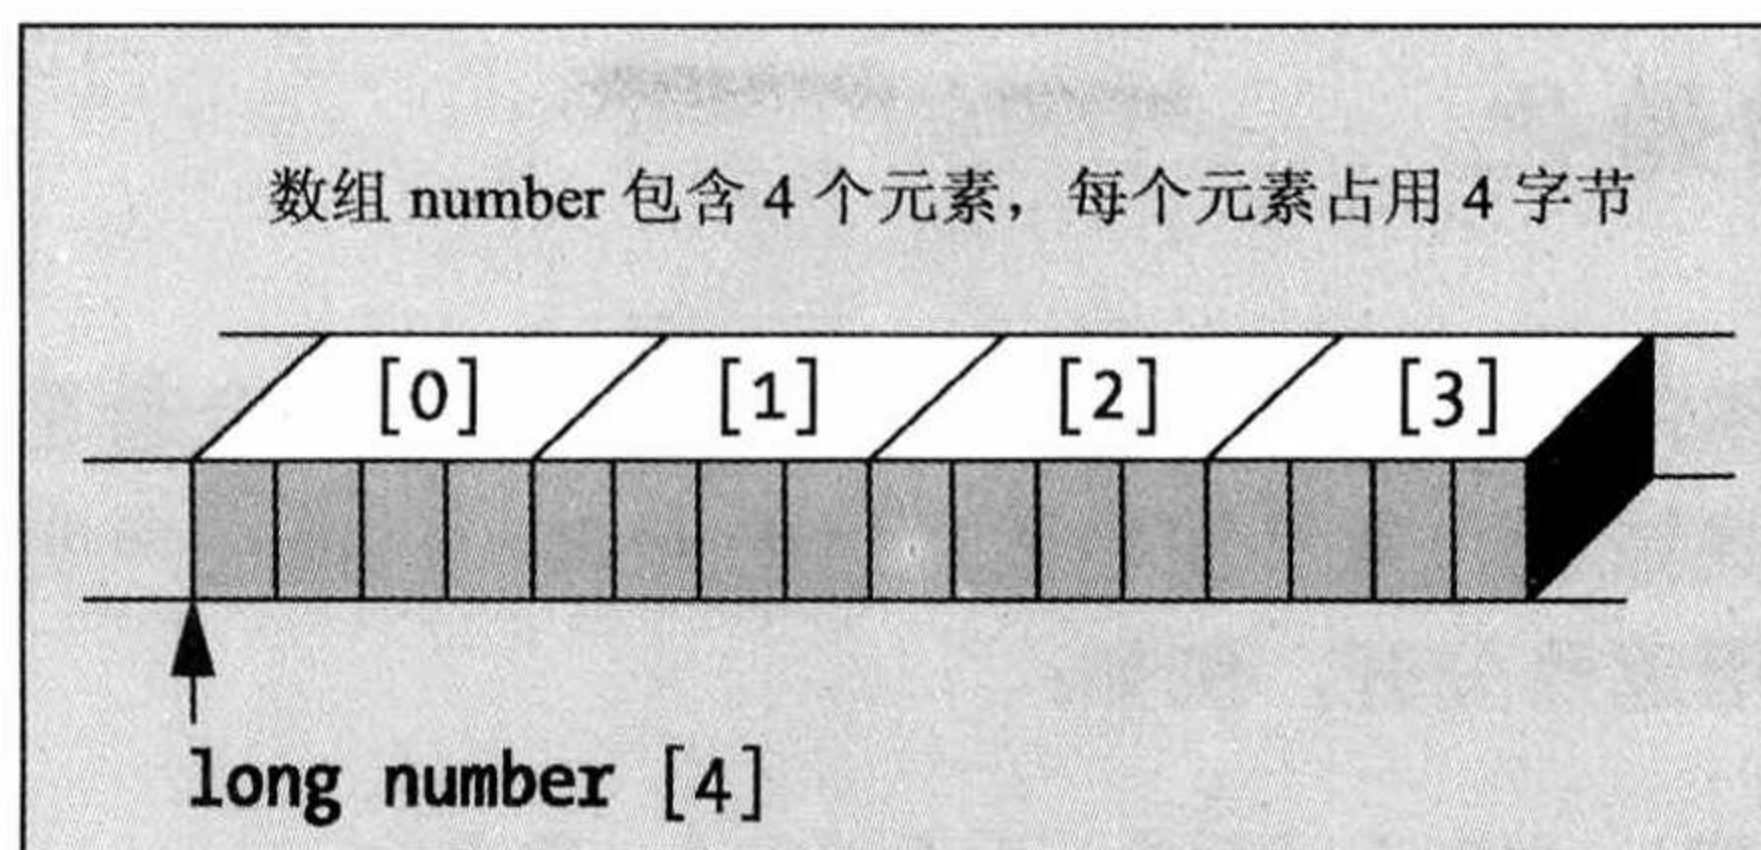 数组 number 包含 4 个元素，每个元素占用 4 字节
[0] [1] [2] [3]
long number [4]